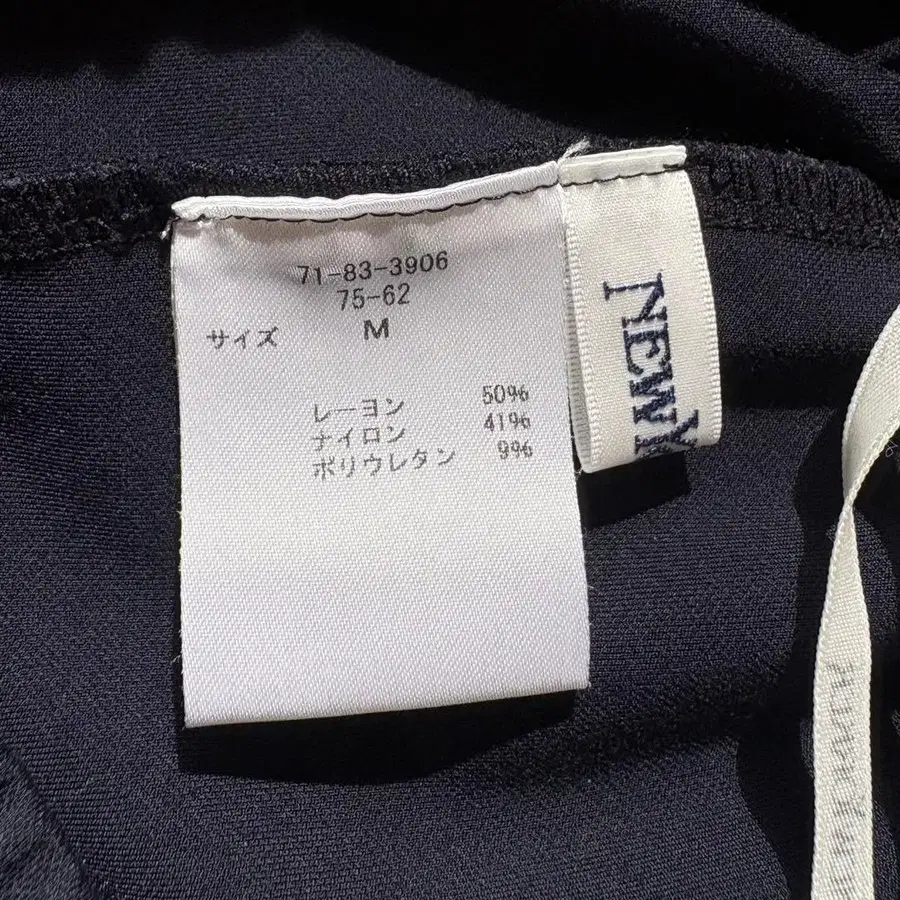 71-83-3906
75-62
サイズ M
レーヨン 50%
ナイロン 41%
ポリウレタン 9%
NEW